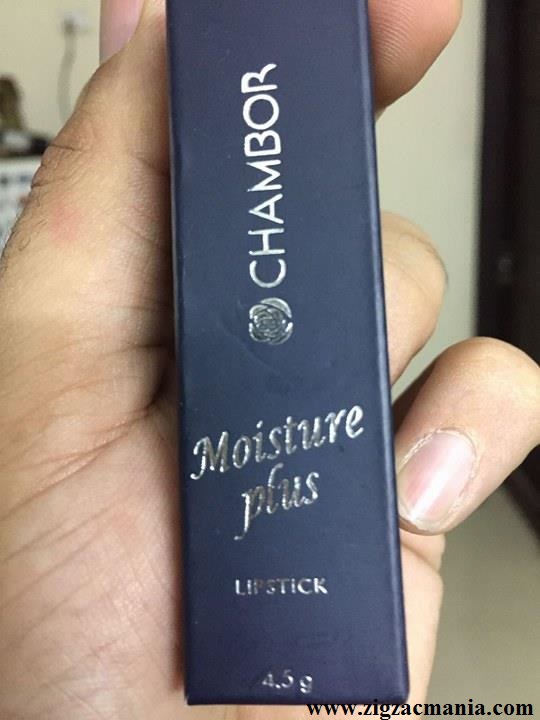 CHAMBOR
Moisture
plus
LIPSTICK
4.5 g
www.zigzacmania.com